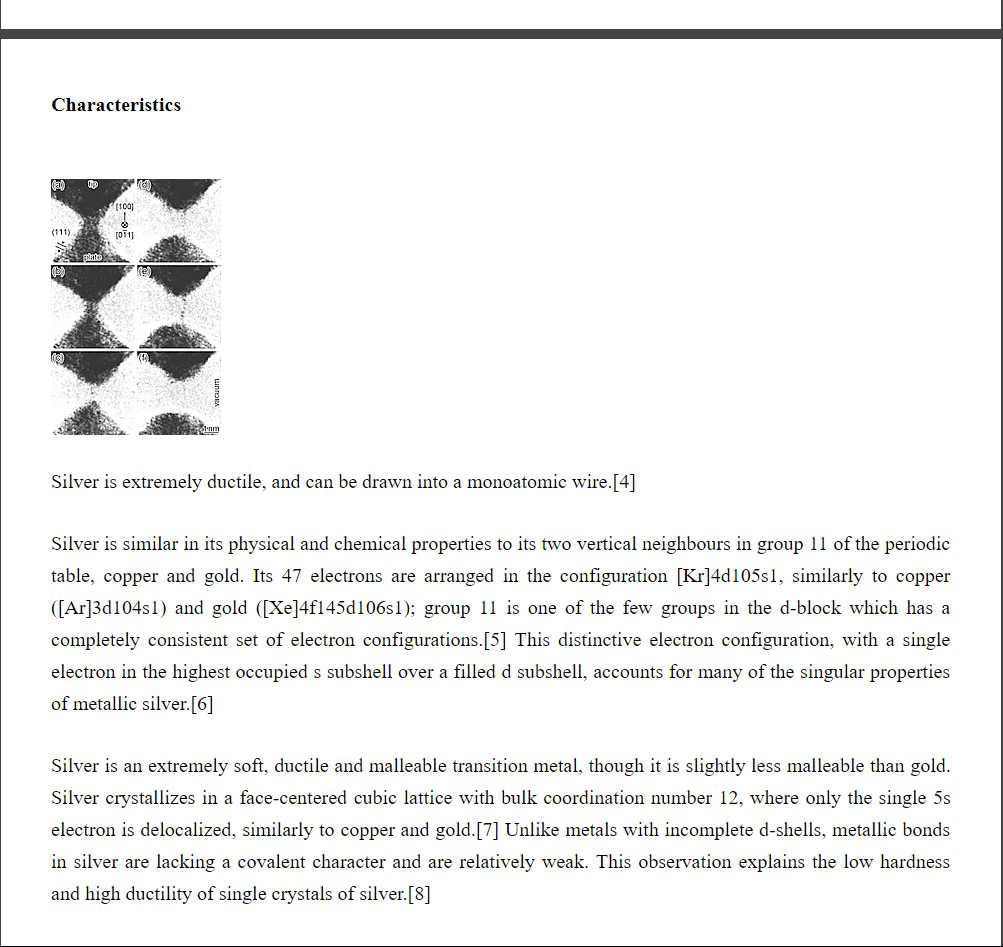 Characteristics
(a) tip (d)
[100]
(111)
[011]
plate
(b) (e)
(c) (f)
vacuum
1 nm
Silver is extremely ductile, and can be drawn into a monoatomic wire.[4]
Silver is similar in its physical and chemical properties to its two vertical neighbours in group 11 of the periodic
table, copper and gold. Its 47 electrons are arranged in the configuration [Kr]4d105s1, similarly to copper
([Ar]3d104s1) and gold ([Xe]4f145d106s1); group 11 is one of the few groups in the d-block which has a
completely consistent set of electron configurations.[5] This distinctive electron configuration, with a single
electron in the highest occupied s subshell over a filled d subshell, accounts for many of the singular properties
of metallic silver.[6]
Silver is an extremely soft, ductile and malleable transition metal, though it is slightly less malleable than gold.
Silver crystallizes in a face-centered cubic lattice with bulk coordination number 12, where only the single 5s
electron is delocalized, similarly to copper and gold.[7] Unlike metals with incomplete d-shells, metallic bonds
in silver are lacking a covalent character and are relatively weak. This observation explains the low hardness
and high ductility of single crystals of silver.[8]